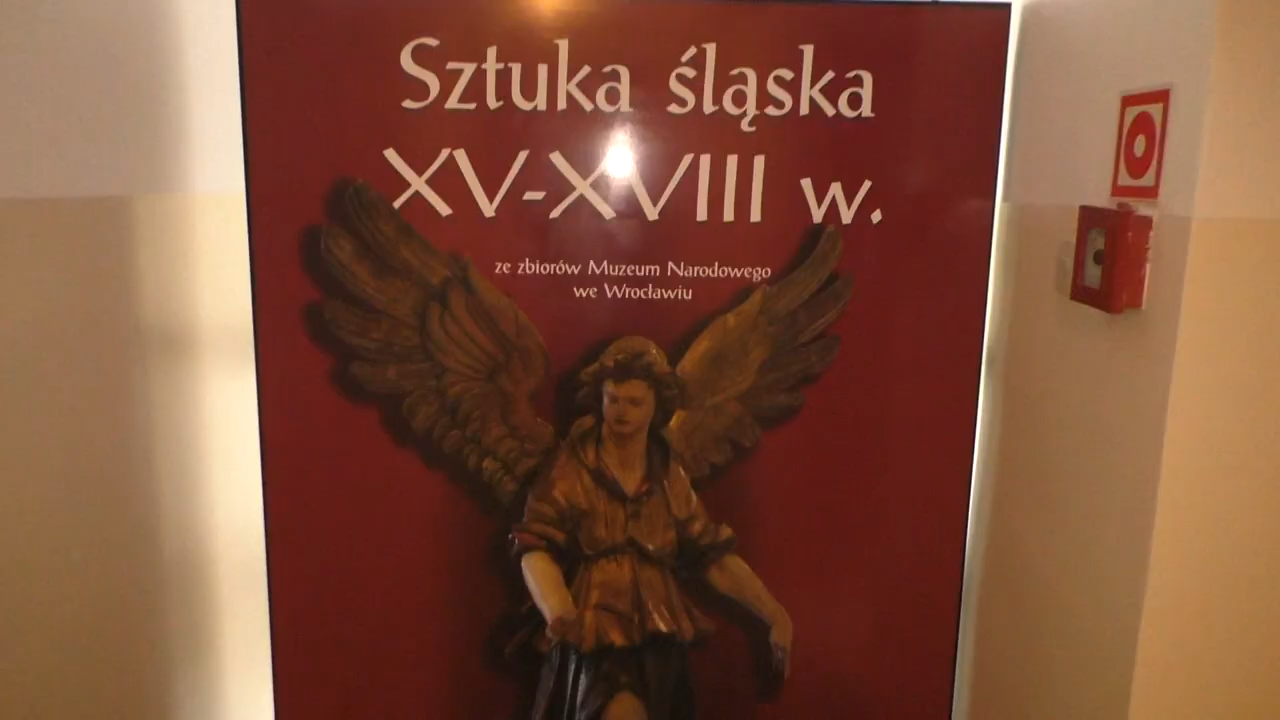 Sztuka śląska
XV-XVIII w.
ze zbiorów Muzeum Narodowego
we Wrocławiu